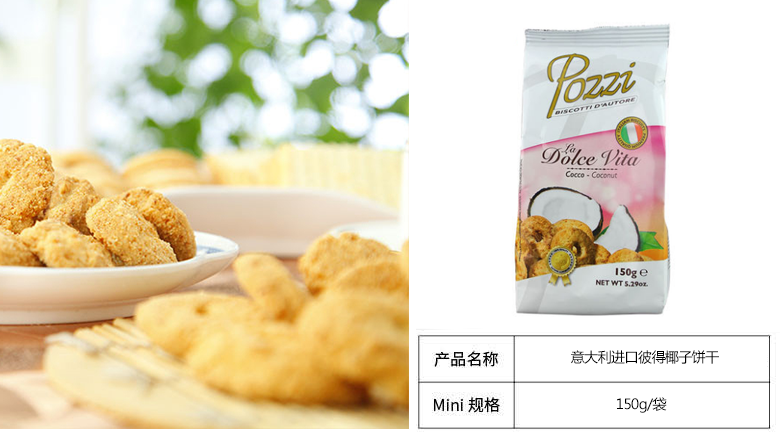 Pozzi
BISCOTTI D'AUTORE
La
Dolce Vita
Cocco - Coconut
150g e
NET WT 5.29oz.
产品名称
意大利进口彼得椰子饼干
Mini 规格
150g/袋